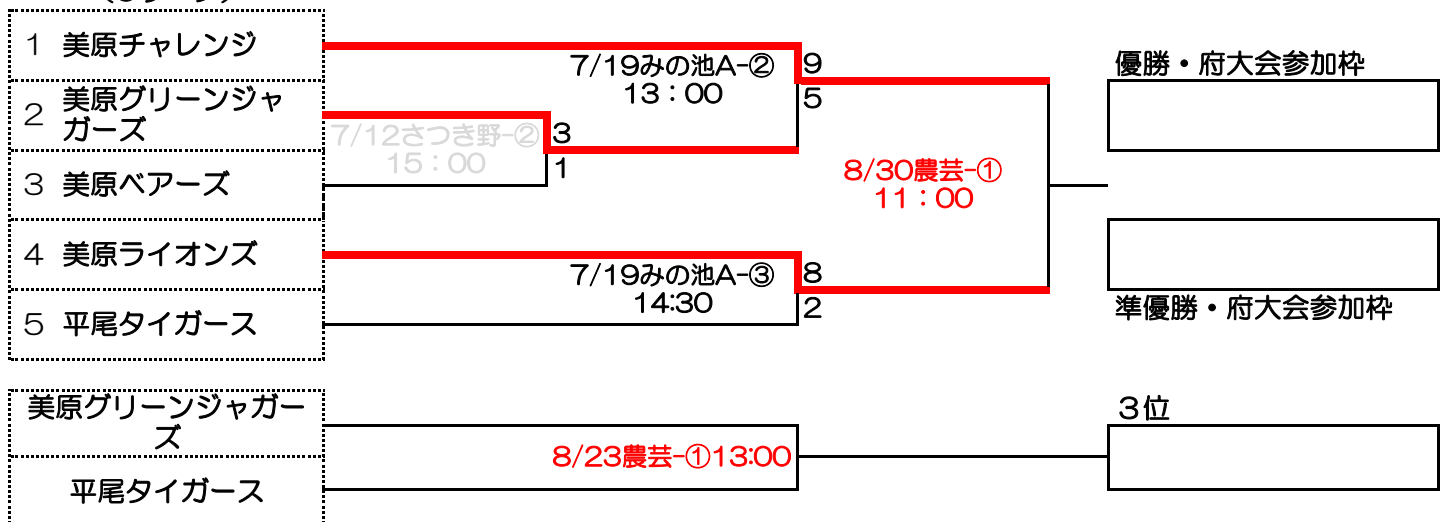 1 美原チャレンジ
7/19みの池A-②
13：00
9
5
優勝・府大会参加枠
2 美原グリーンジャ
ガーズ
7/12さつき野-②
15：00
3
1
3 美原ベアーズ
8/30農芸-①
11：00
4 美原ライオンズ
7/19みの池A-③
14:30
8
2
5 平尾タイガース
準優勝・府大会参加枠
美原グリーンジャガー
ズ
3位
8/23農芸-①13:00
平尾タイガース